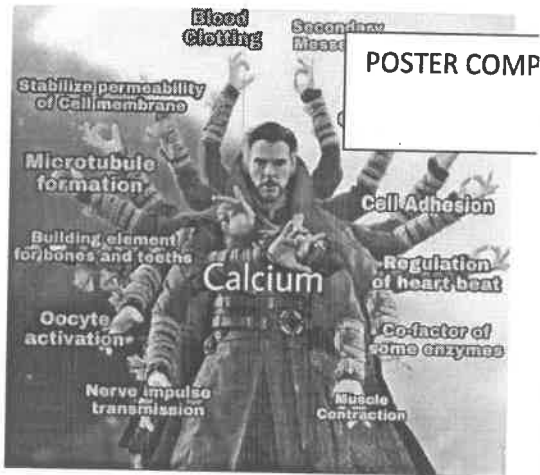 Blood
Clotting
Secondary
POSTER COMP
Stabilize permeability
of Cell membrane
Microtubule
formation
Cell Adhesion
Building element
for bones and teeths
Calcium
Regulation
of heart beat
Oocyte
activation
Co-factor of
some enzymes
Nerve impulse
transmission
Muscle
Contraction